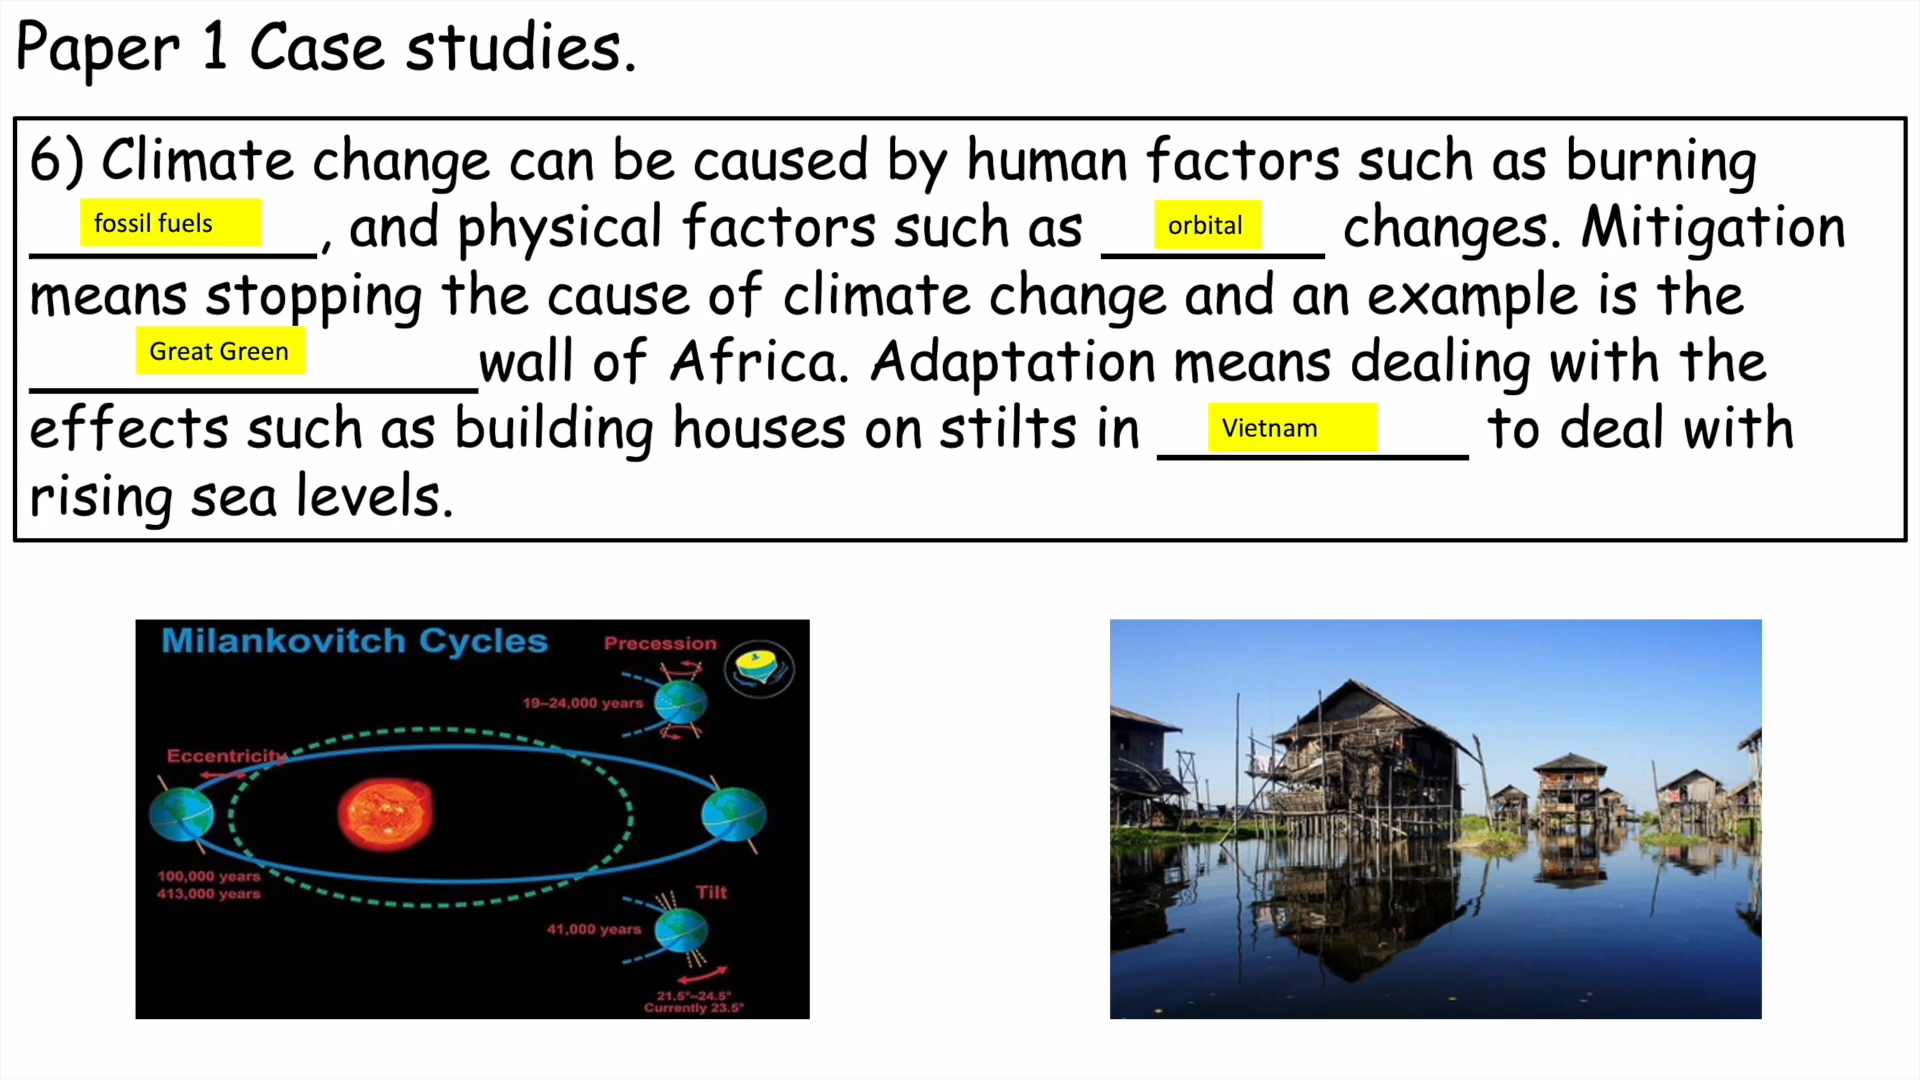 Paper 1 Case studies.
6) Climate change can be caused by human factors such as burning
fossil fuels, and physical factors such as orbital changes. Mitigation
means stopping the cause of climate change and an example is the
Great Green wall of Africa. Adaptation means dealing with the
effects such as building houses on stilts in Vietnam to deal with
rising sea levels.
Milankovitch Cycles
Precession
19–24,000 years
Eccentricity
100,000 years
413,000 years
Tilt
41,000 years
21.5°–24.5°
Currently 23.5°